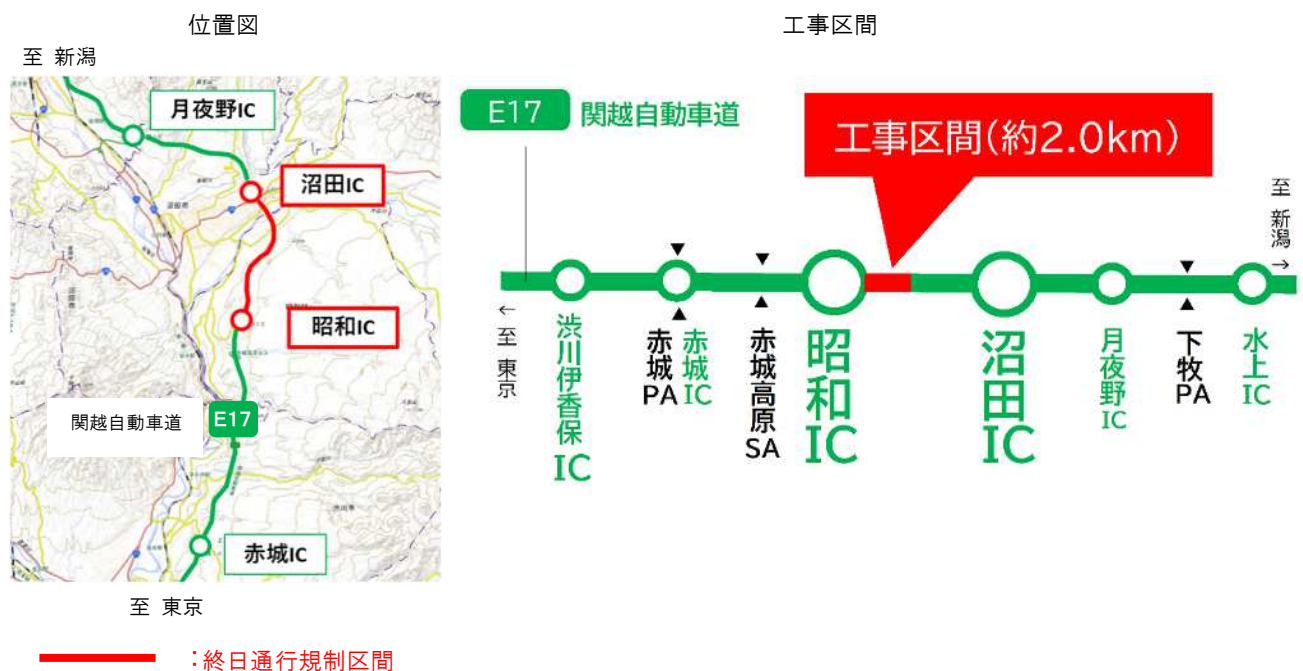 位置図
至 新潟
月夜野IC
沼田IC
昭和IC
関越自動車道
E17
赤城IC
至 東京
:終日通行規制区間
工事区間
E17 関越自動車道
工事区間(約2.0km)
至 新潟→
←至 東京
渋川伊香保IC
赤城PA
赤城IC
赤城高原SA
昭和IC
沼田IC
月夜野IC
下牧PA
水上IC